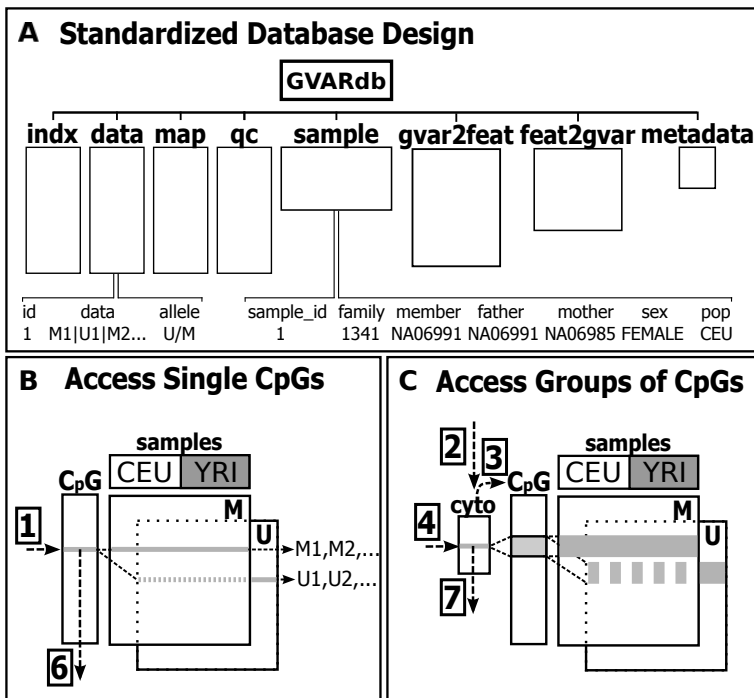 A Standardized Database Design
GVARdb
indx data map qc sample gvar2feat feat2gvar metadata
id data allele sample_id family member father mother sex pop
1 M1|U1|M2... U/M 1 1341 NA06991 NA06991 NA06985 FEMALE CEU
B Access Single CpGs
samples
CEU YRI
CpG
M
U
1
M1,M2,...
U1,U2,...
6
C Access Groups of CpGs
2
3
samples
CEU YRI
CpG
cyto
M
U
4
7